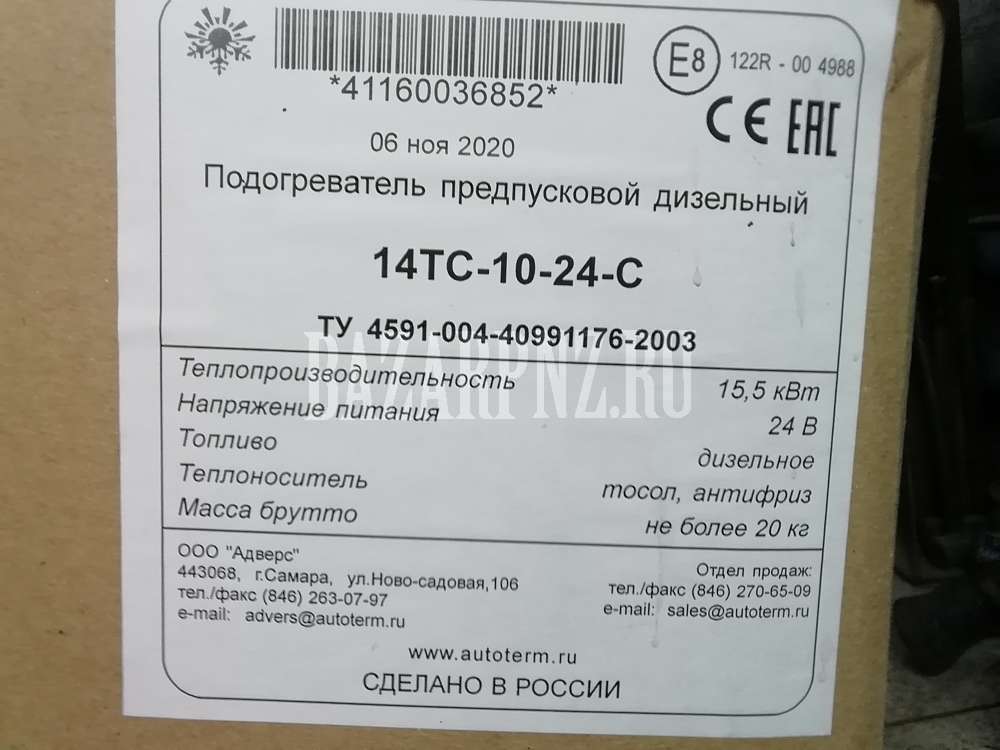 *41160036852*
E8 122R - 00 4988
CE EAC
06 ноя 2020
Подогреватель предпусковой дизельный
14ТС-10-24-С
ТУ 4591-004-40991176-2003
BAZARPNZ.RU
Теплопроизводительность 15,5 кВт
Напряжение питания 24 В
Топливо дизельное
Теплоноситель тосол, антифриз
Масса брутто не более 20 кг
ООО "Адверс"
443068, г.Самара, ул.Ново-садовая,106
тел./факс (846) 263-07-97
e-mail: advers@autoterm.ru
Отдел продаж:
тел./факс (846) 270-65-09
e-mail: sales@autoterm.ru
www.autoterm.ru
СДЕЛАНО В РОССИИ